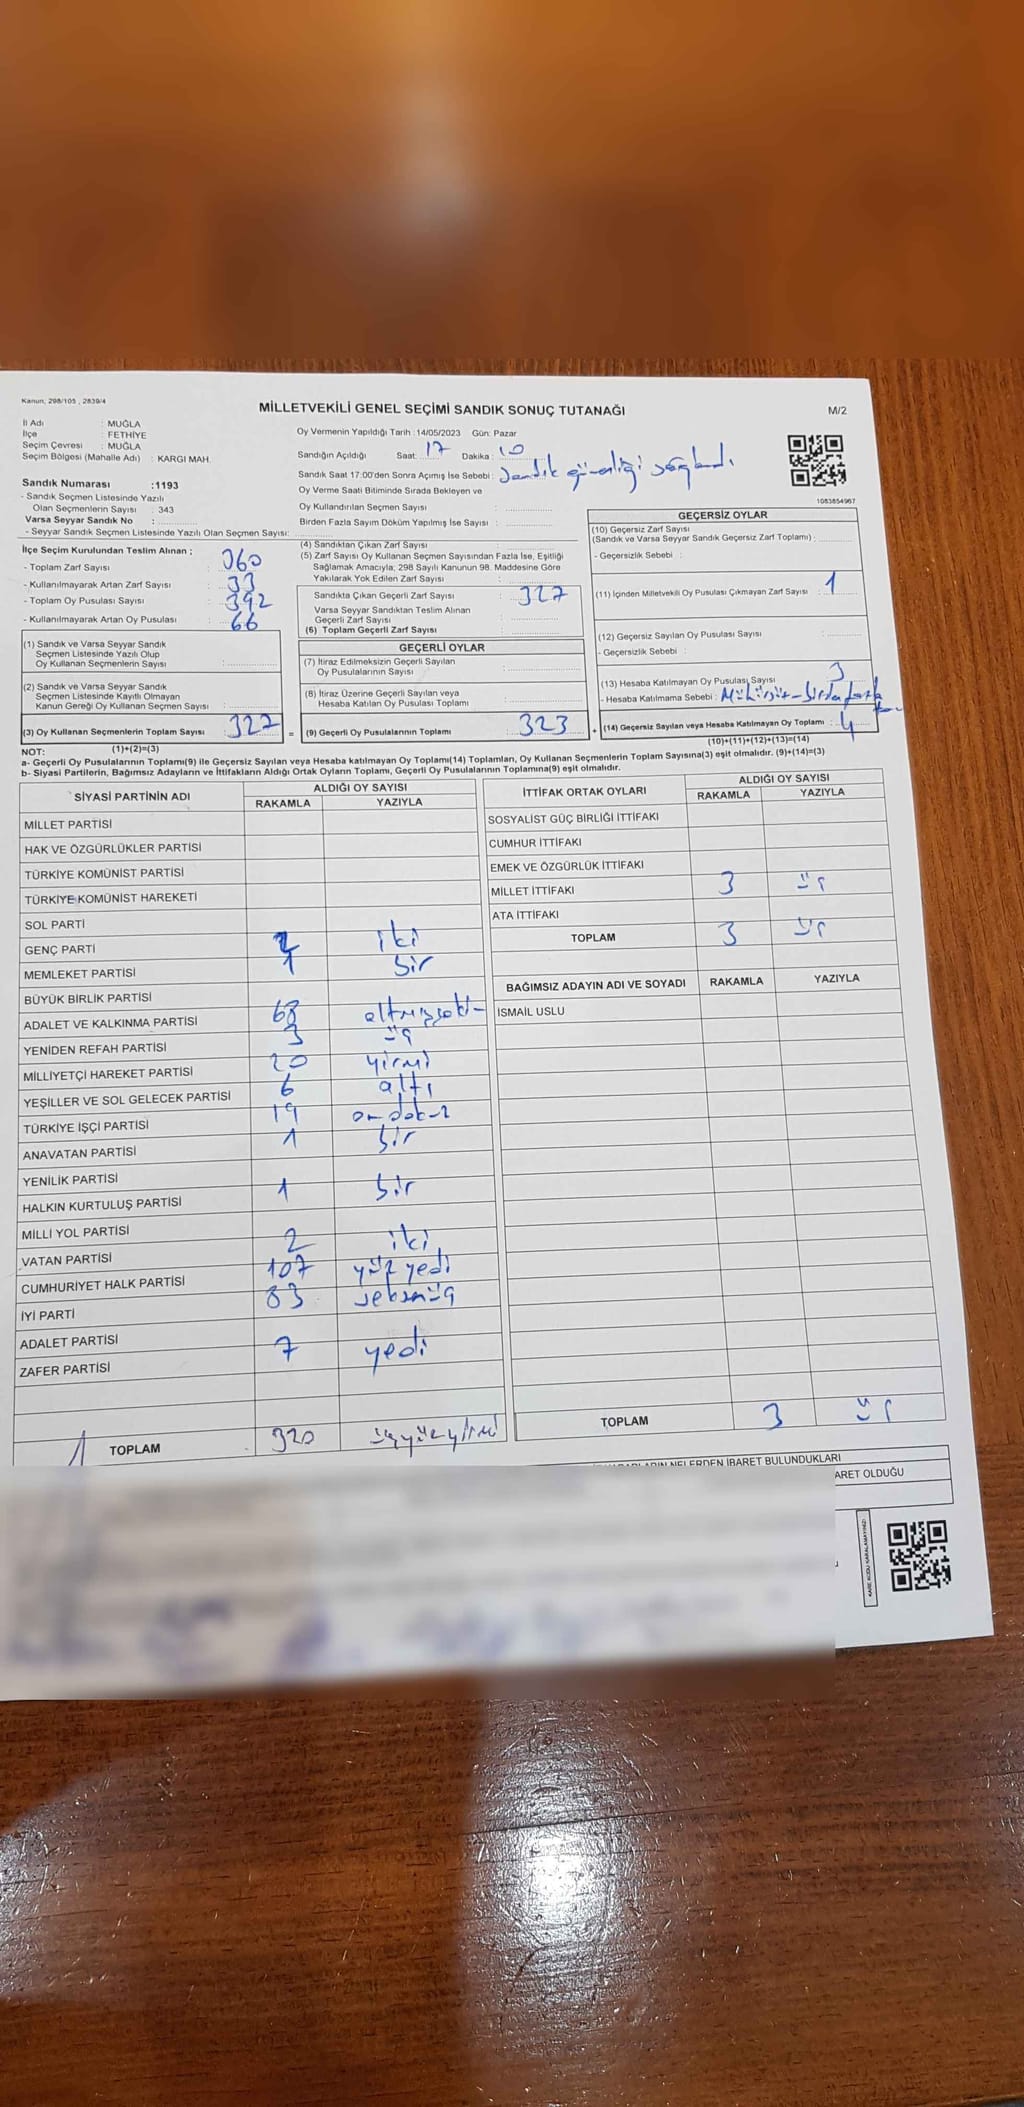 Kanun, 298/105 , 2839/4
MİLLETVEKİLİ GENEL SEÇİMİ SANDIK SONUÇ TUTANAĞI
M/2
İl Adı : MUĞLA
İlçe : FETHİYE
Seçim Çevresi : MUĞLA
Seçim Bölgesi (Mahalle Adı) : KARGI MAH.
Sandık Numarası :1193
- Sandık Seçmen Listesinde Yazılı
Olan Seçmenlerin Sayısı : 343
Varsa Seyyar Sandık No :
- Seyyar Sandık Seçmen Listesinde Yazılı Olan Seçmen Sayısı:
Oy Vermenin Yapıldığı Tarih :14/05/2023 Gün: Pazar
Sandığın Açıldığı Saat: 17 Dakika : 10
Sandık Saat 17:00'den Sonra Açımış İse Sebebi : Sandık güvenliği sağlandı.
Oy Verme Saati Bitiminde Sırada Bekleyen ve
Oy Kullandırılan Seçmen Sayısı :
Birden Fazla Sayım Döküm Yapılmış İse Sayısı :
1083854967
İlçe Seçim Kurulundan Teslim Alınan ;
- Toplam Zarf Sayısı : 360
- Kullanılmayarak Artan Zarf Sayısı : 33
- Toplam Oy Pusulası Sayısı : 392
- Kullanılmayarak Artan Oy Pusulası : 66
(1) Sandık ve Varsa Seyyar Sandık
Seçmen Listesinde Yazılı Olup
Oy Kullanan Seçmenlerin Sayısı :
(2) Sandık ve Varsa Seyyar Sandık
Seçmen Listesinde Kayıtlı Olmayan
Kanun Gereği Oy Kullanan Seçmen Sayısı :
(3) Oy Kullanan Seçmenlerin Toplam Sayısı : 327
(4) Sandıktan Çıkan Zarf Sayısı :
(5) Zarf Sayısı Oy Kullanan Seçmen Sayısından Fazla İse, Eşitliği
Sağlamak Amacıyla; 298 Sayılı Kanunun 98. Maddesine Göre
Yakılarak Yok Edilen Zarf Sayısı :
Sandıkta Çıkan Geçerli Zarf Sayısı : 327
Varsa Seyyar Sandıktan Teslim Alınan
Geçerli Zarf Sayısı :
(6) Toplam Geçerli Zarf Sayısı :
GEÇERLİ OYLAR
(7) İtiraz Edilmeksizin Geçerli Sayılan
Oy Pusulalarının Sayısı :
(8) İtiraz Üzerine Geçerli Sayılan veya
Hesaba Katılan Oy Pusulası Toplamı :
= (9) Geçerli Oy Pusulalarının Toplamı : 323
GEÇERSİZ OYLAR
(10) Geçersiz Zarf Sayısı
(Sandık ve Varsa Seyyar Sandık Geçersiz Zarf Toplamı) :
- Geçersizlik Sebebi :
(11) İçinden Milletvekili Oy Pusulası Çıkmayan Zarf Sayısı : 1
(12) Geçersiz Sayılan Oy Pusulası Sayısı :
- Geçersizlik Sebebi :
(13) Hesaba Katılmayan Oy Pusulası Sayısı : 3
- Hesaba Katılmama Sebebi : Mühürsüz - birden fazla
+ (14) Geçersiz Sayılan veya Hesaba Katılmayan Oy Toplamı : 4
NOT: (1)+(2)=(3)
(10)+(11)+(12)+(13)=(14)
a- Geçerli Oy Pusulalarının Toplamı(9) ile Geçersiz Sayılan veya Hesaba katılmayan Oy Toplamı(14) Toplamları, Oy Kullanan Seçmenlerin Toplam Sayısına(3) eşit olmalıdır. (9)+(14)=(3)
b- Siyasi Partilerin, Bağımsız Adayların ve İttifakların Aldığı Ortak Oyların Toplamı, Geçerli Oy Pusulalarının Toplamına(9) eşit olmalıdır.
SİYASİ PARTİNİN ADI ALDIĞI OY SAYISI
RAKAMLA YAZIYLA
MİLLET PARTİSİ
HAK VE ÖZGÜRLÜKLER PARTİSİ
TÜRKİYE KOMÜNİST PARTİSİ
TÜRKİYE KOMÜNİST HAREKETİ
SOL PARTİ
GENÇ PARTİ 2 iki
MEMLEKET PARTİSİ 1 bir
BÜYÜK BİRLİK PARTİSİ
ADALET VE KALKINMA PARTİSİ 68 altmışsekiz
YENİDEN REFAH PARTİSİ 3 üç
MİLLİYETÇİ HAREKET PARTİSİ 20 yirmi
YEŞİLLER VE SOL GELECEK PARTİSİ 6 altı
TÜRKİYE İŞÇİ PARTİSİ 19 ondokuz
ANAVATAN PARTİSİ 1 bir
YENİLİK PARTİSİ
HALKIN KURTULUŞ PARTİSİ 1 bir
MİLLİ YOL PARTİSİ
VATAN PARTİSİ 2 iki
CUMHURİYET HALK PARTİSİ 107 yüz yedi
İYİ PARTİ 83 seksenüç
ADALET PARTİSİ
ZAFER PARTİSİ 7 yedi
TOPLAM 320 üçyüzyirmi
İTTİFAK ORTAK OYLARI ALDIĞI OY SAYISI
RAKAMLA YAZIYLA
SOSYALİST GÜÇ BİRLİĞİ İTTİFAKI
CUMHUR İTTİFAKI
EMEK VE ÖZGÜRLÜK İTTİFAKI
MİLLET İTTİFAKI 3 üç
ATA İTTİFAKI
TOPLAM 3 üç
BAĞIMSIZ ADAYIN ADI VE SOYADI RAKAMLA YAZIYLA
İSMAİL USLU
TOPLAM 3 üç
NELERDEN İBARET BULUNDUKLARI
ARET OLDUĞU
KARE KODU KARALAMAYINIZ!